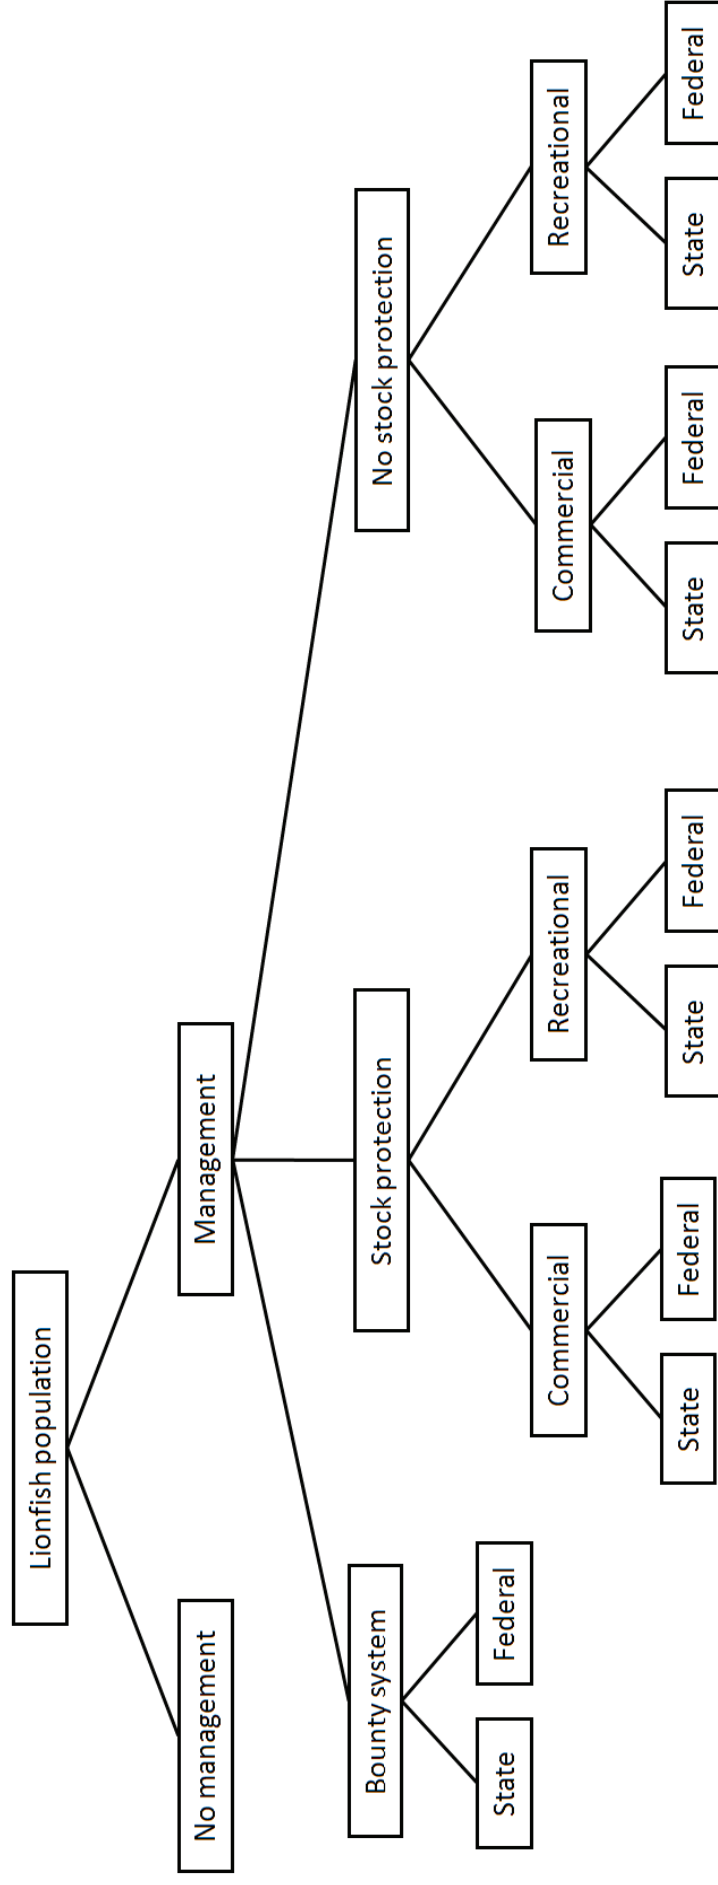 Lionfish population
No management
Management
Bounty system
Stock protection
No stock protection
State
Federal
Commercial
Recreational
Commercial
Recreational
State
Federal
State
Federal
State
Federal
State
Federal